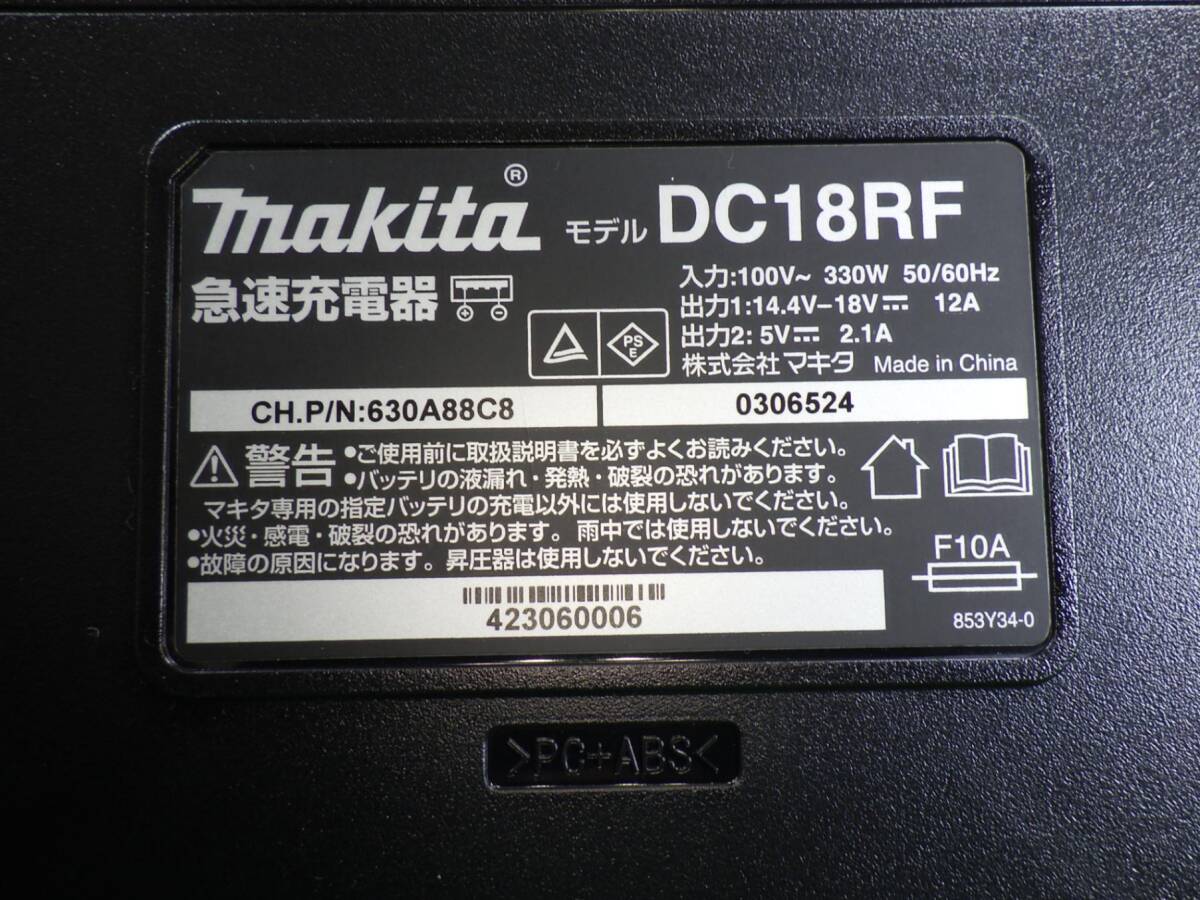 makita® モデル DC18RF
急速充電器
入力:100V~ 330W 50/60Hz
出力1:14.4V–18V⎓ 12A
出力2: 5V⎓ 2.1A
PS
E
株式会社マキタ Made in China
CH.P/N:630A88C8
0306524
警告 •ご使用前に取扱説明書を必ずよくお読みください。
•バッテリの液漏れ・発熱・破裂の恐れがあります。
マキタ専用の指定バッテリの充電以外には使用しないでください。
•火災・感電・破裂の恐れがあります。雨中では使用しないでください。
•故障の原因になります。昇圧器は使用しないでください。
F10A
423060006
853Y34-0
>PC+ABS<